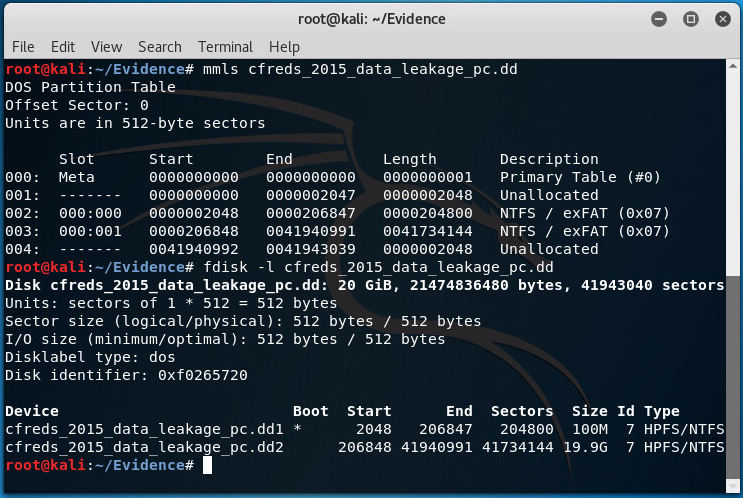 root@kali: ~/Evidence
File Edit View Search Terminal Help
root@kali:~/Evidence# mmls cfreds_2015_data_leakage_pc.dd
DOS Partition Table
Offset Sector: 0
Units are in 512-byte sectors
Slot Start End Length Description
000: Meta 0000000000 0000000000 0000000001 Primary Table (#0)
001: ------- 0000000000 0000002047 0000002048 Unallocated
002: 000:000 0000002048 0000206847 0000204800 NTFS / exFAT (0x07)
003: 000:001 0000206848 0041940991 0041734144 NTFS / exFAT (0x07)
004: ------- 0041940992 0041943039 0000002048 Unallocated
root@kali:~/Evidence# fdisk -l cfreds_2015_data_leakage_pc.dd
Disk cfreds_2015_data_leakage_pc.dd: 20 GiB, 21474836480 bytes, 41943040 sectors
Units: sectors of 1 * 512 = 512 bytes
Sector size (logical/physical): 512 bytes / 512 bytes
I/O size (minimum/optimal): 512 bytes / 512 bytes
Disklabel type: dos
Disk identifier: 0xf0265720
Device Boot Start End Sectors Size Id Type
cfreds_2015_data_leakage_pc.dd1 * 2048 206847 204800 100M 7 HPFS/NTFS
cfreds_2015_data_leakage_pc.dd2 206848 41940991 41734144 19.9G 7 HPFS/NTFS
root@kali:~/Evidence#